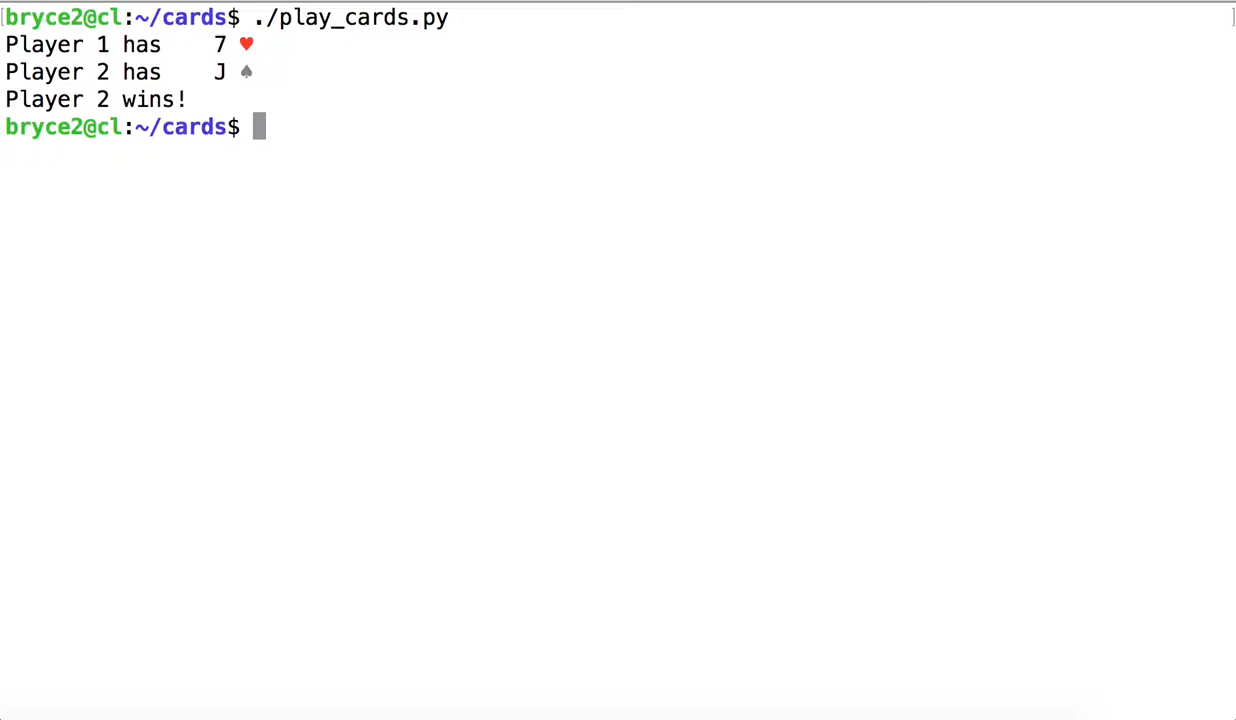 bryce2@cl:~/cards$ ./play_cards.py
Player 1 has    7 ♥
Player 2 has    J ♠
Player 2 wins!
bryce2@cl:~/cards$